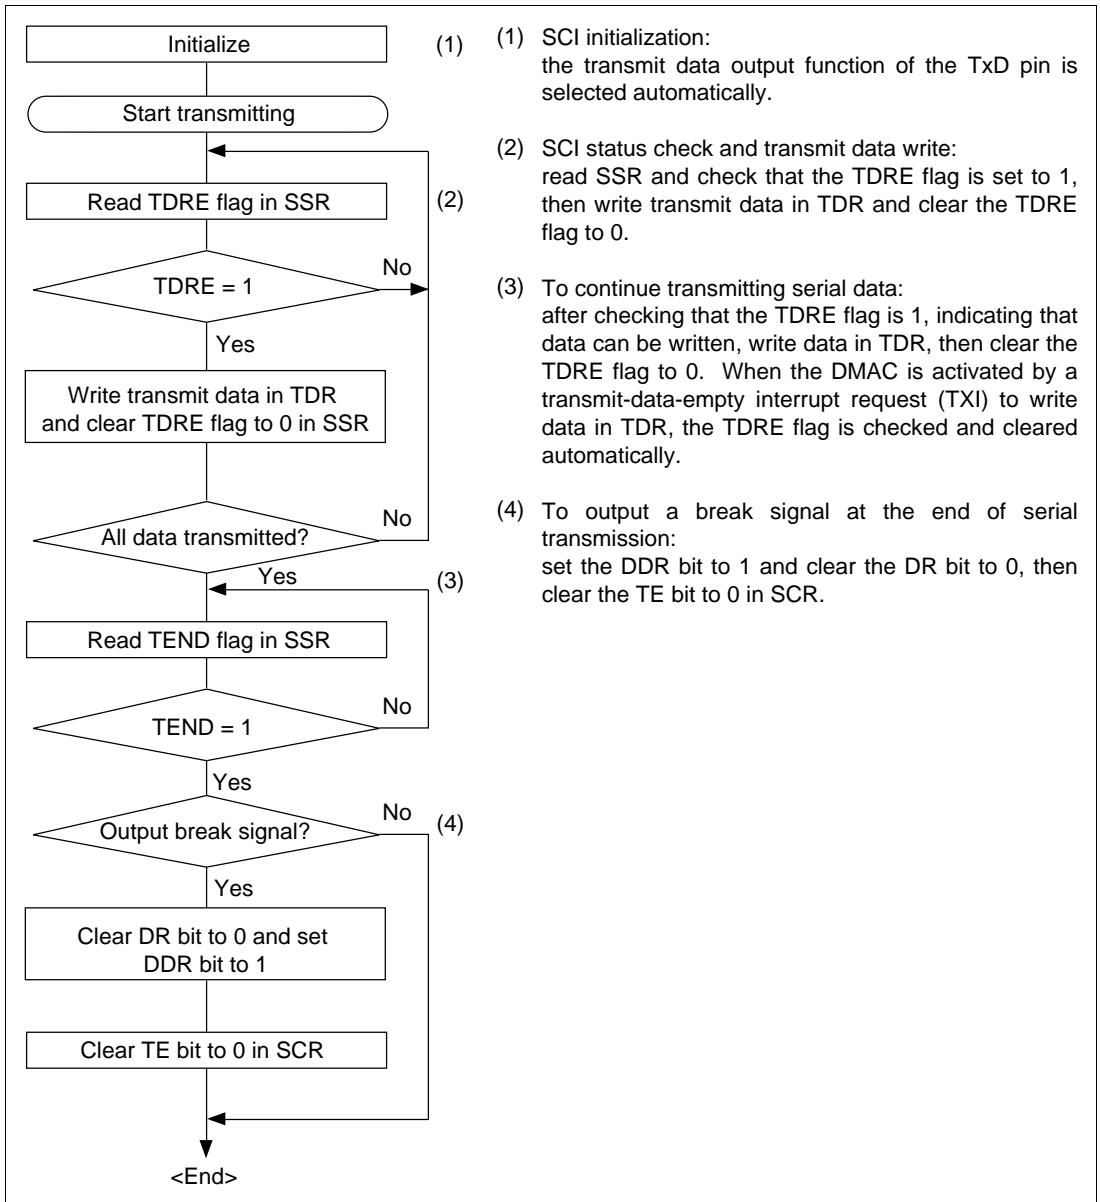 Initialize
(1)
Start transmitting
Read TDRE flag in SSR
(2)
TDRE = 1
No
Yes
Write transmit data in TDR
and clear TDRE flag to 0 in SSR
All data transmitted?
No
Yes
(3)
Read TEND flag in SSR
TEND = 1
No
Yes
Output break signal?
No
(4)
Yes
Clear DR bit to 0 and set
DDR bit to 1
Clear TE bit to 0 in SCR
<End>
(1) SCI initialization:
the transmit data output function of the TxD pin is
selected automatically.
(2) SCI status check and transmit data write:
read SSR and check that the TDRE flag is set to 1,
then write transmit data in TDR and clear the TDRE
flag to 0.
(3) To continue transmitting serial data:
after checking that the TDRE flag is 1, indicating that
data can be written, write data in TDR, then clear the
TDRE flag to 0. When the DMAC is activated by a
transmit-data-empty interrupt request (TXI) to write
data in TDR, the TDRE flag is checked and cleared
automatically.
(4) To output a break signal at the end of serial
transmission:
set the DDR bit to 1 and clear the DR bit to 0, then
clear the TE bit to 0 in SCR.